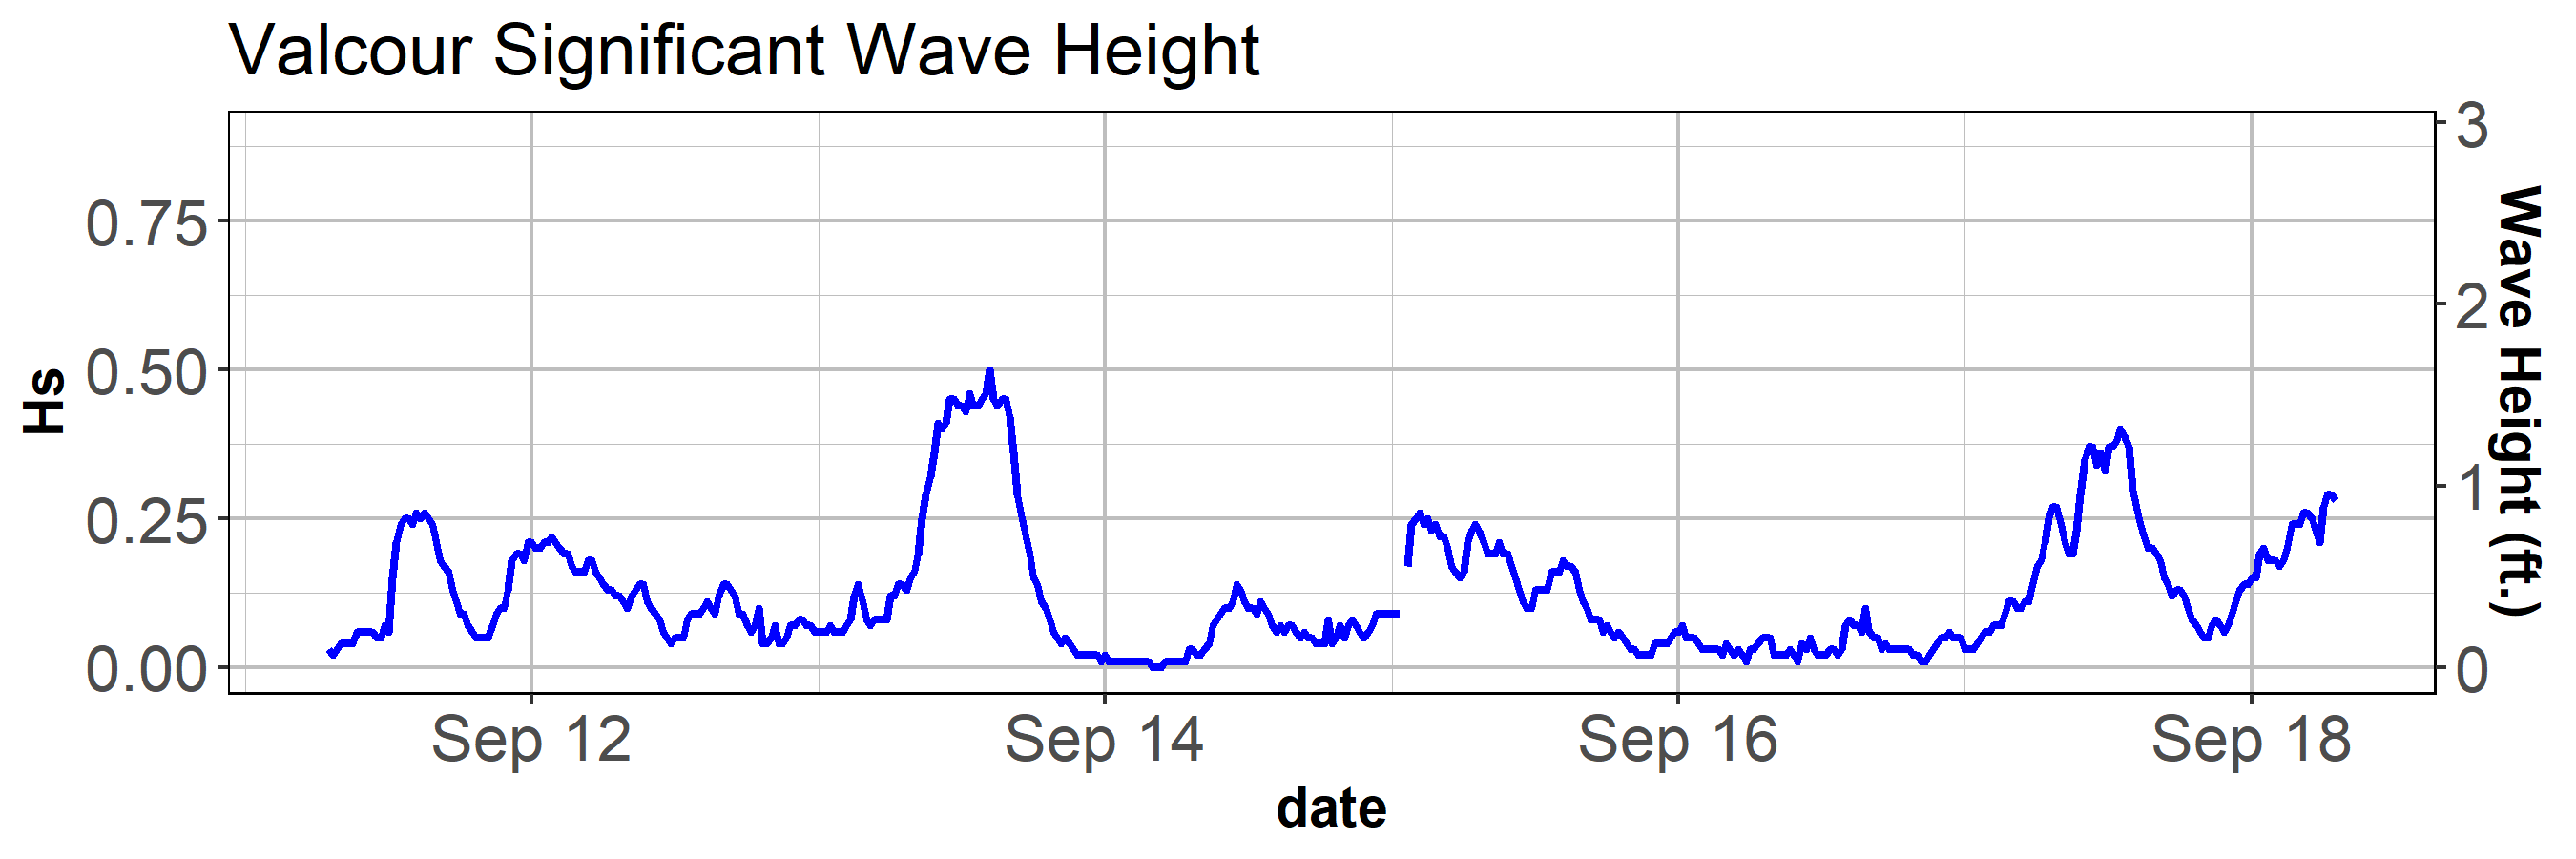 Valcour Significant Wave Height
Hs
0.75
0.50
0.25
0.00
3
2
1
0
Wave Height (ft.)
Sep 12
Sep 14
Sep 16
Sep 18
date